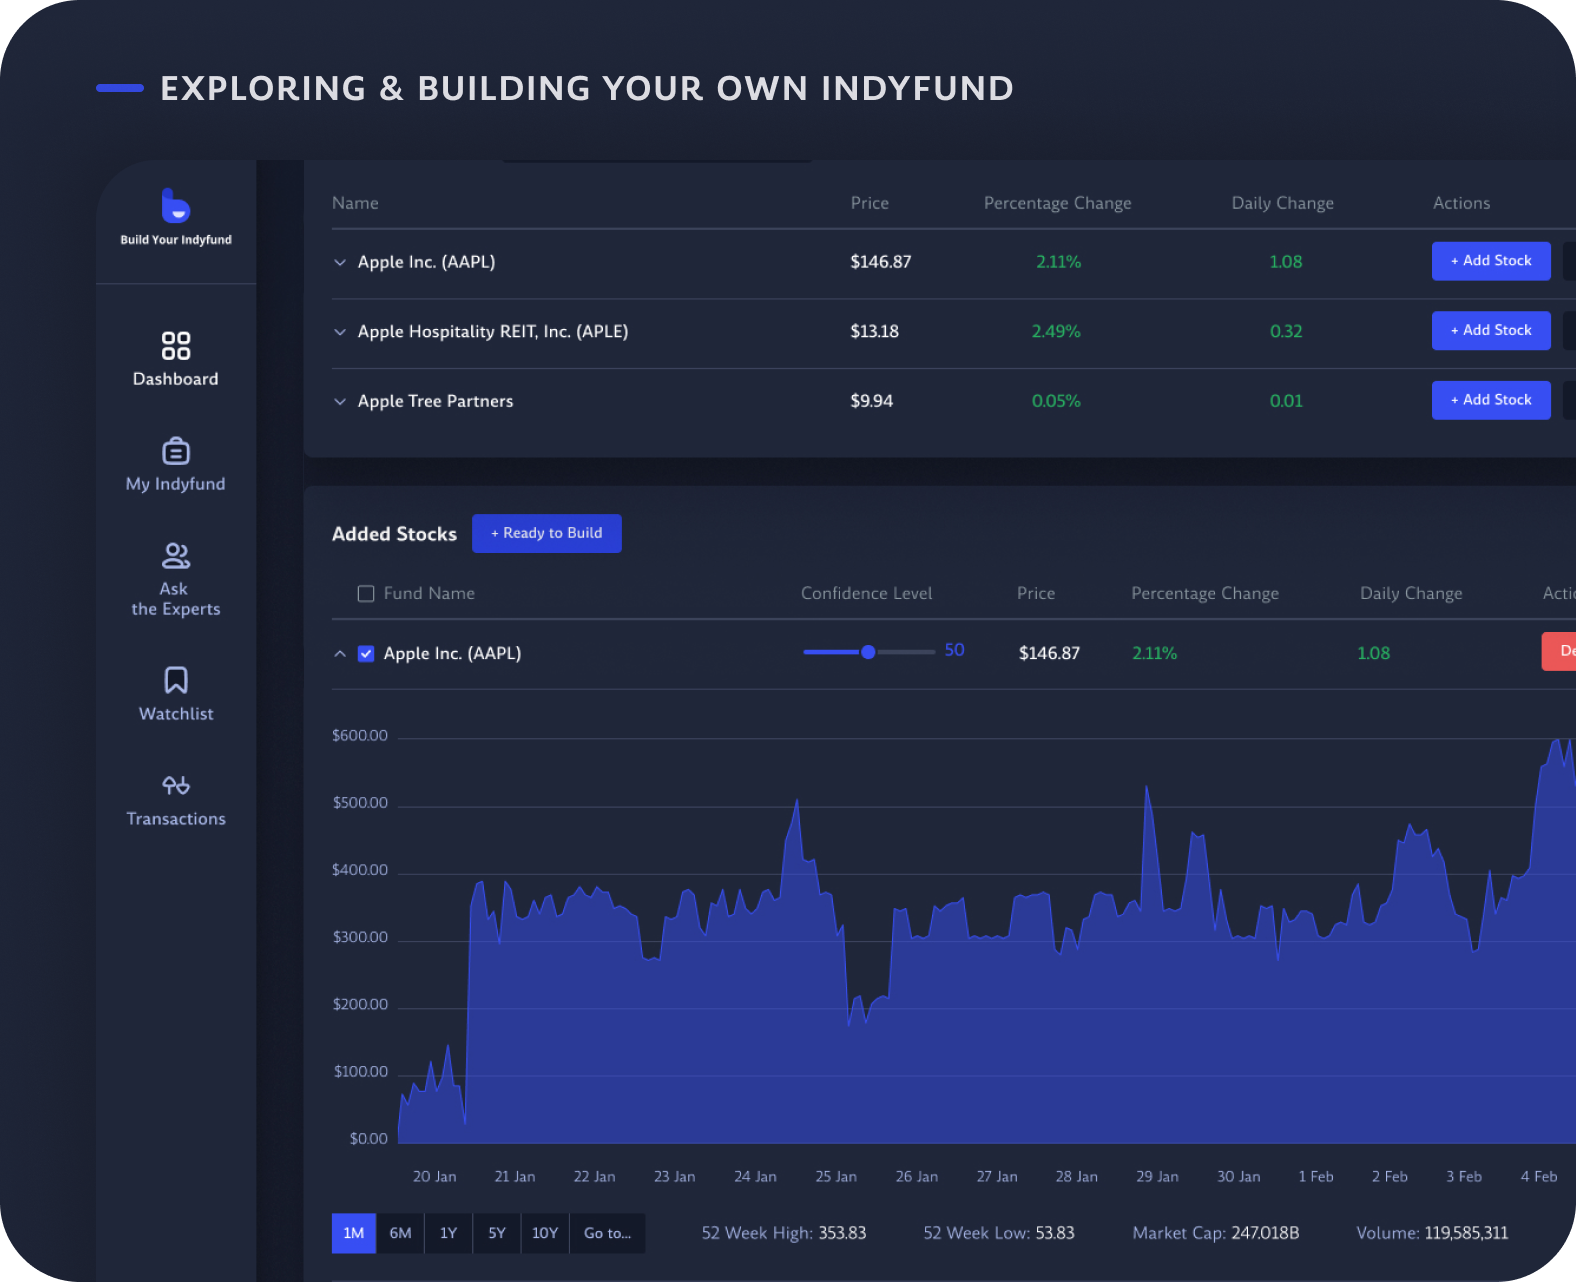 EXPLORING & BUILDING YOUR OWN INDYFUND
Build Your Indyfund
Dashboard
My Indyfund
Ask
the Experts
Watchlist
Transactions
Name Price Percentage Change Daily Change Actions
Apple Inc. (AAPL) $146.87 2.11% 1.08 + Add Stock
Apple Hospitality REIT, Inc. (APLE) $13.18 2.49% 0.32 + Add Stock
Apple Tree Partners $9.94 0.05% 0.01 + Add Stock
Added Stocks + Ready to Build
Fund Name Confidence Level Price Percentage Change Daily Change
Apple Inc. (AAPL) 50 $146.87 2.11% 1.08
$600.00
$500.00
$400.00
$300.00
$200.00
$100.00
$0.00
20 Jan 21 Jan 22 Jan 23 Jan 24 Jan 25 Jan 26 Jan 27 Jan 28 Jan 29 Jan 30 Jan 1 Feb 2 Feb 3 Feb 4 Feb
1M 6M 1Y 5Y 10Y Go to... 52 Week High: 353.83 52 Week Low: 53.83 Market Cap: 247.018B Volume: 119,585,311